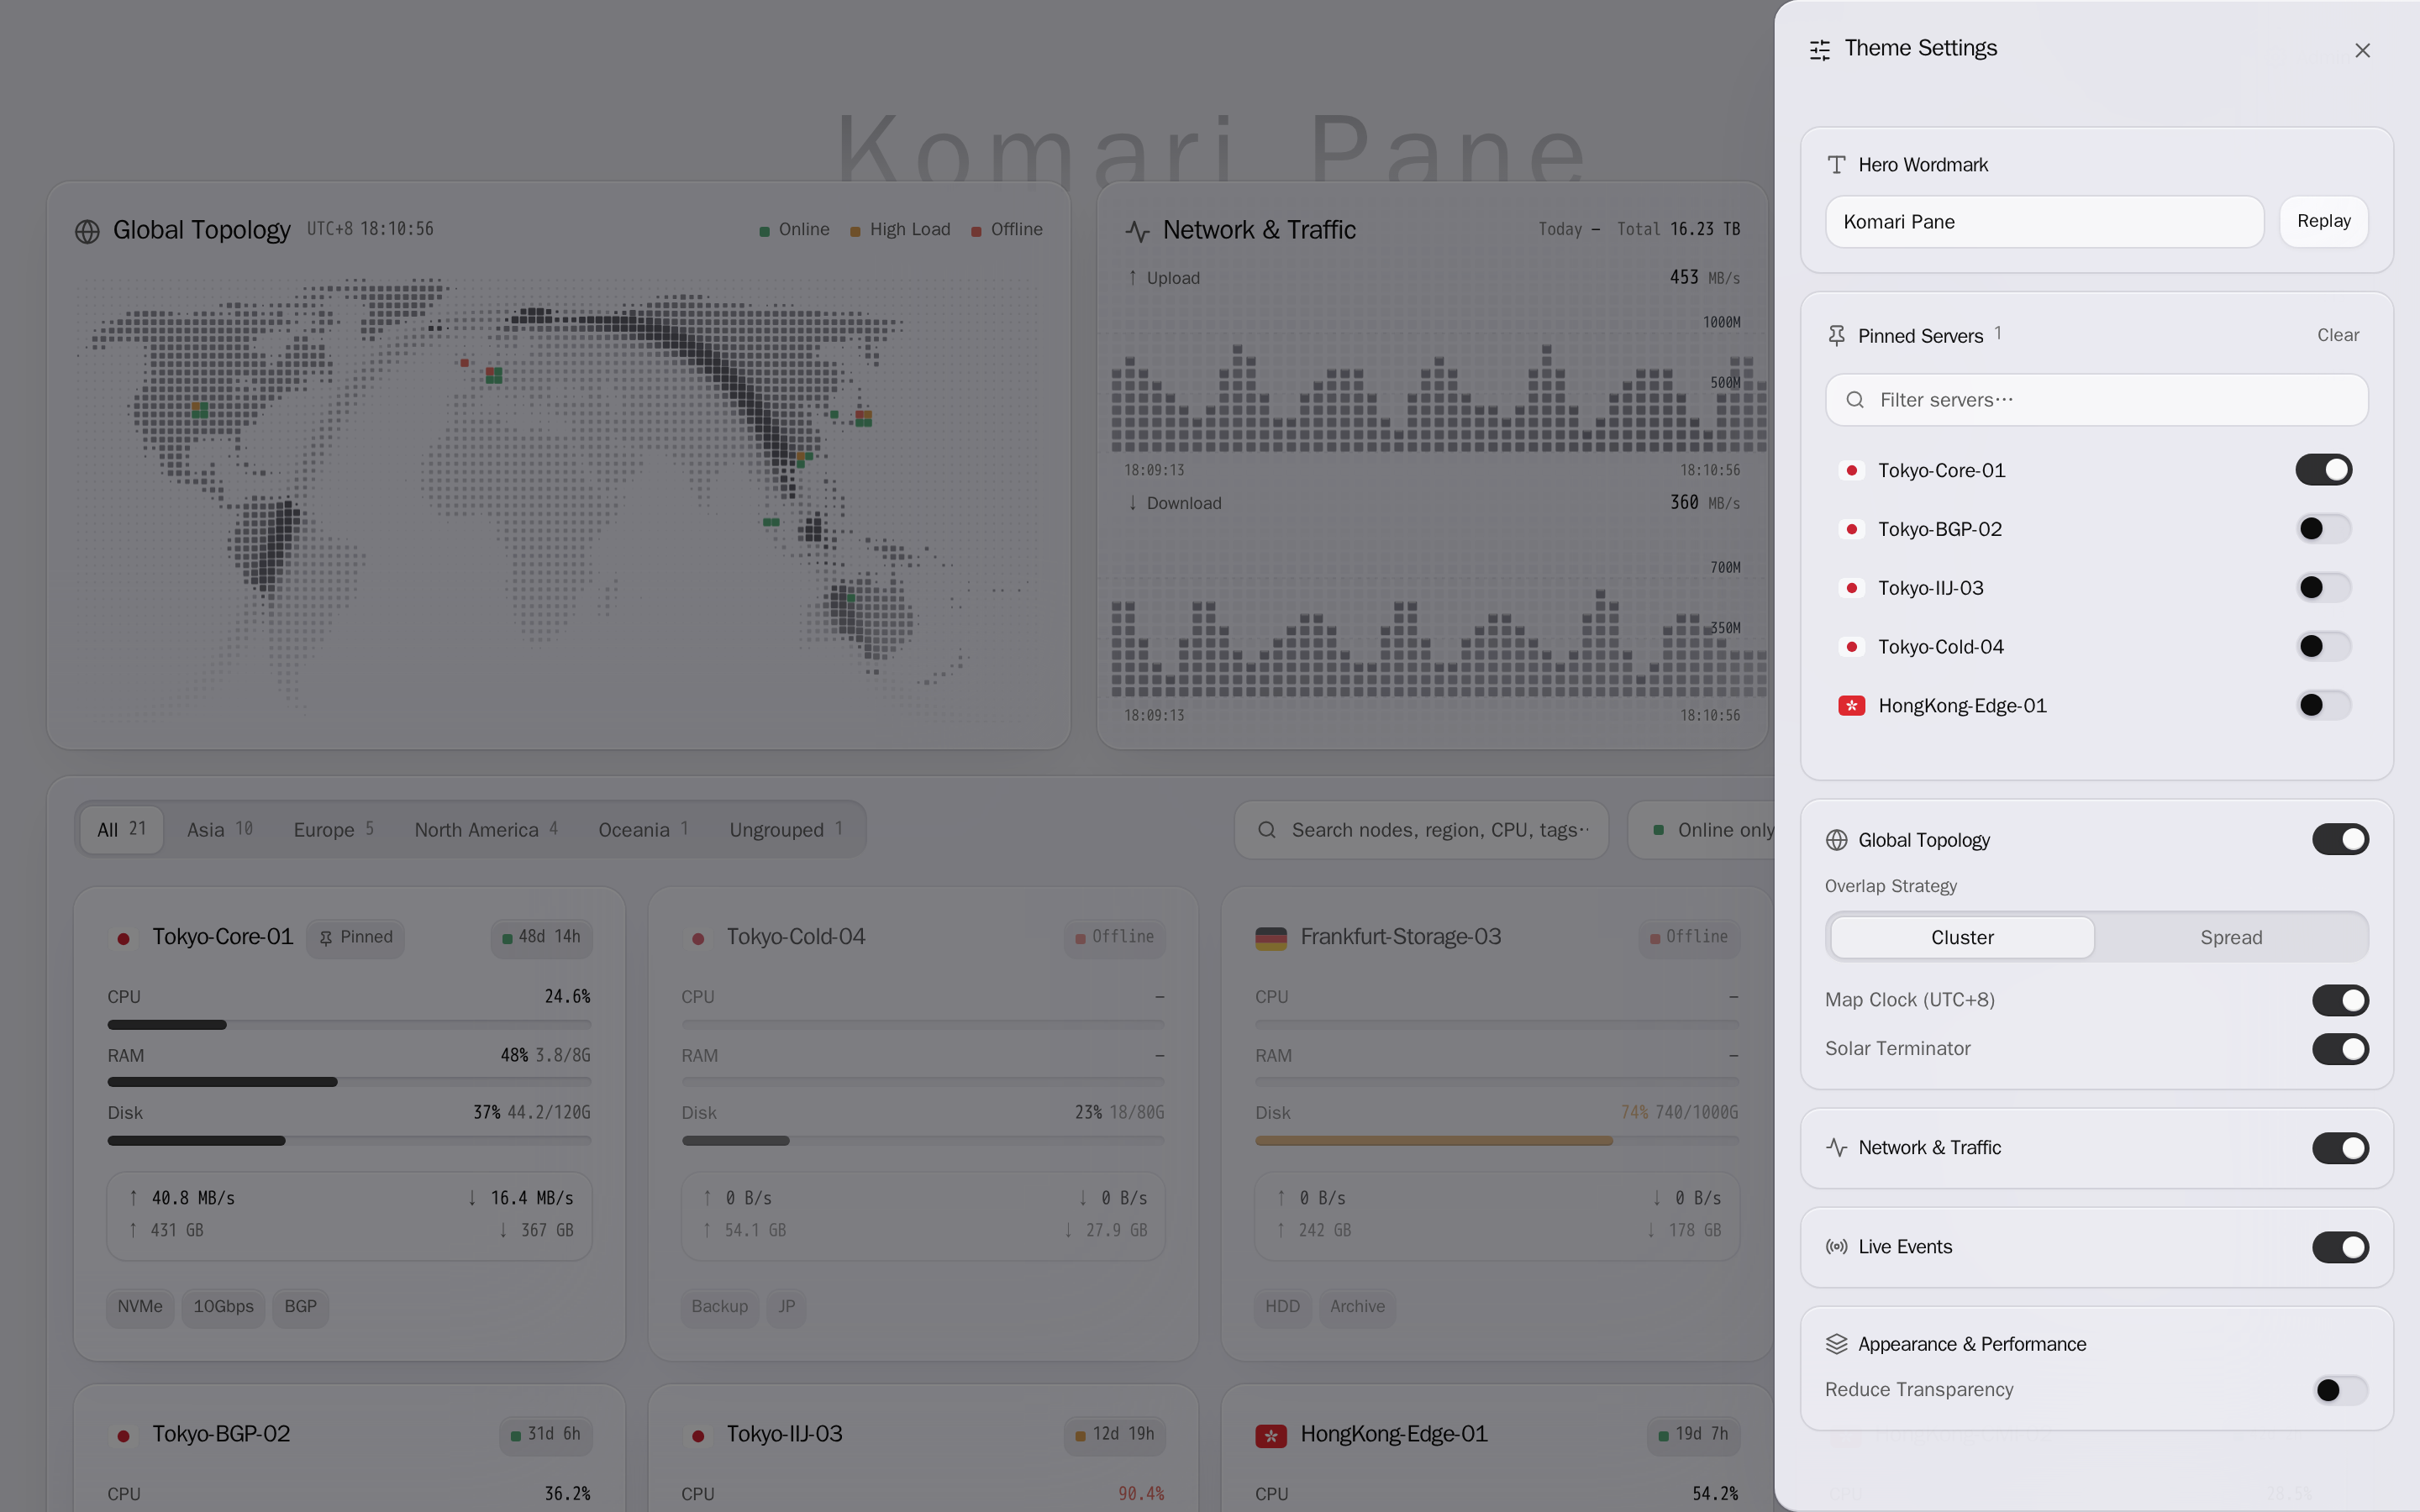 Komari Pane
Global Topology UTC+8 18:10:56 Online High Load Offline
Network & Traffic Today – Total 16.23 TB
↑ Upload 453 MB/s
1000M
500M
18:09:13 18:10:56
↓ Download 360 MB/s
700M
350M
18:09:13 18:10:56
All 21 Asia 10 Europe 5 North America 4 Oceania 1 Ungrouped 1
Search nodes, region, CPU, tags··
Online only
Tokyo-Core-01 Pinned 48d 14h
CPU 24.6%
RAM 48% 3.8/8G
Disk 37% 44.2/120G
↑ 40.8 MB/s ↓ 16.4 MB/s
↑ 431 GB ↓ 367 GB
NVMe 10Gbps BGP
Tokyo-Cold-04 Offline
CPU –
RAM –
Disk 23% 18/80G
↑ 0 B/s ↓ 0 B/s
↑ 54.1 GB ↓ 27.9 GB
Backup JP
Frankfurt-Storage-03 Offline
CPU –
RAM –
Disk 74% 740/1000G
↑ 0 B/s ↓ 0 B/s
↑ 242 GB ↓ 178 GB
HDD Archive
Tokyo-BGP-02 31d 6h
CPU 36.2%
Tokyo-IIJ-03 12d 19h
CPU 90.4%
HongKong-Edge-01 19d 7h
CPU 54.2%
Theme Settings
Hero Wordmark
Komari Pane Replay
Pinned Servers 1 Clear
Filter servers···
Tokyo-Core-01
Tokyo-BGP-02
Tokyo-IIJ-03
Tokyo-Cold-04
HongKong-Edge-01
Global Topology
Overlap Strategy
Cluster Spread
Map Clock (UTC+8)
Solar Terminator
Network & Traffic
Live Events
Appearance & Performance
Reduce Transparency